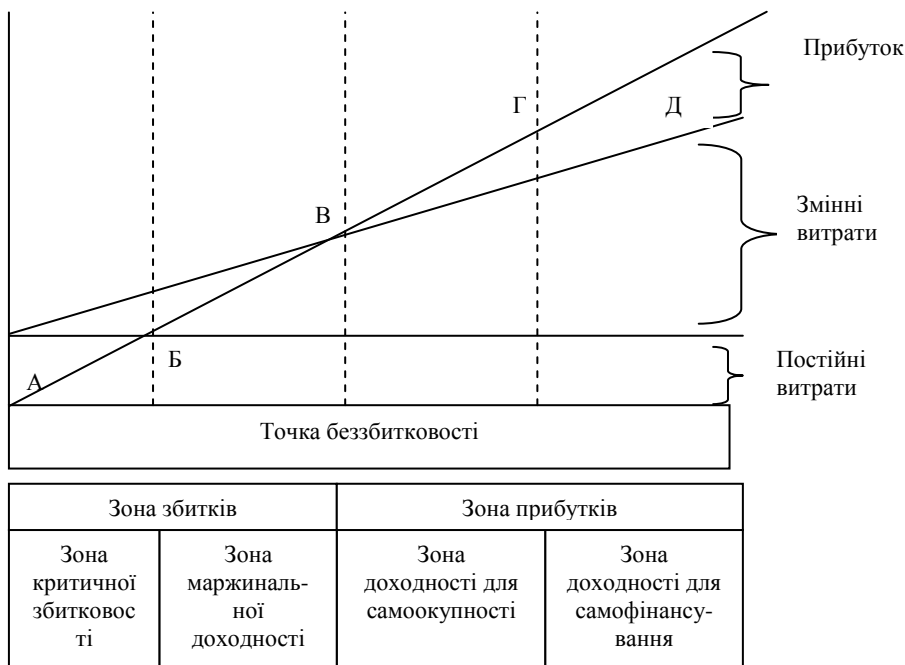 Прибуток
Г
Д
В
Змінні
витрати
А
Б
Постійні
витрати
Точка беззбитковості
Зона збитків
Зона прибутків
Зона
критичної
збитковос
ті
Зона
маржиналь-
ної
доходності
Зона
доходності для
самоокупності
Зона
доходності для
самофінансу-
вання